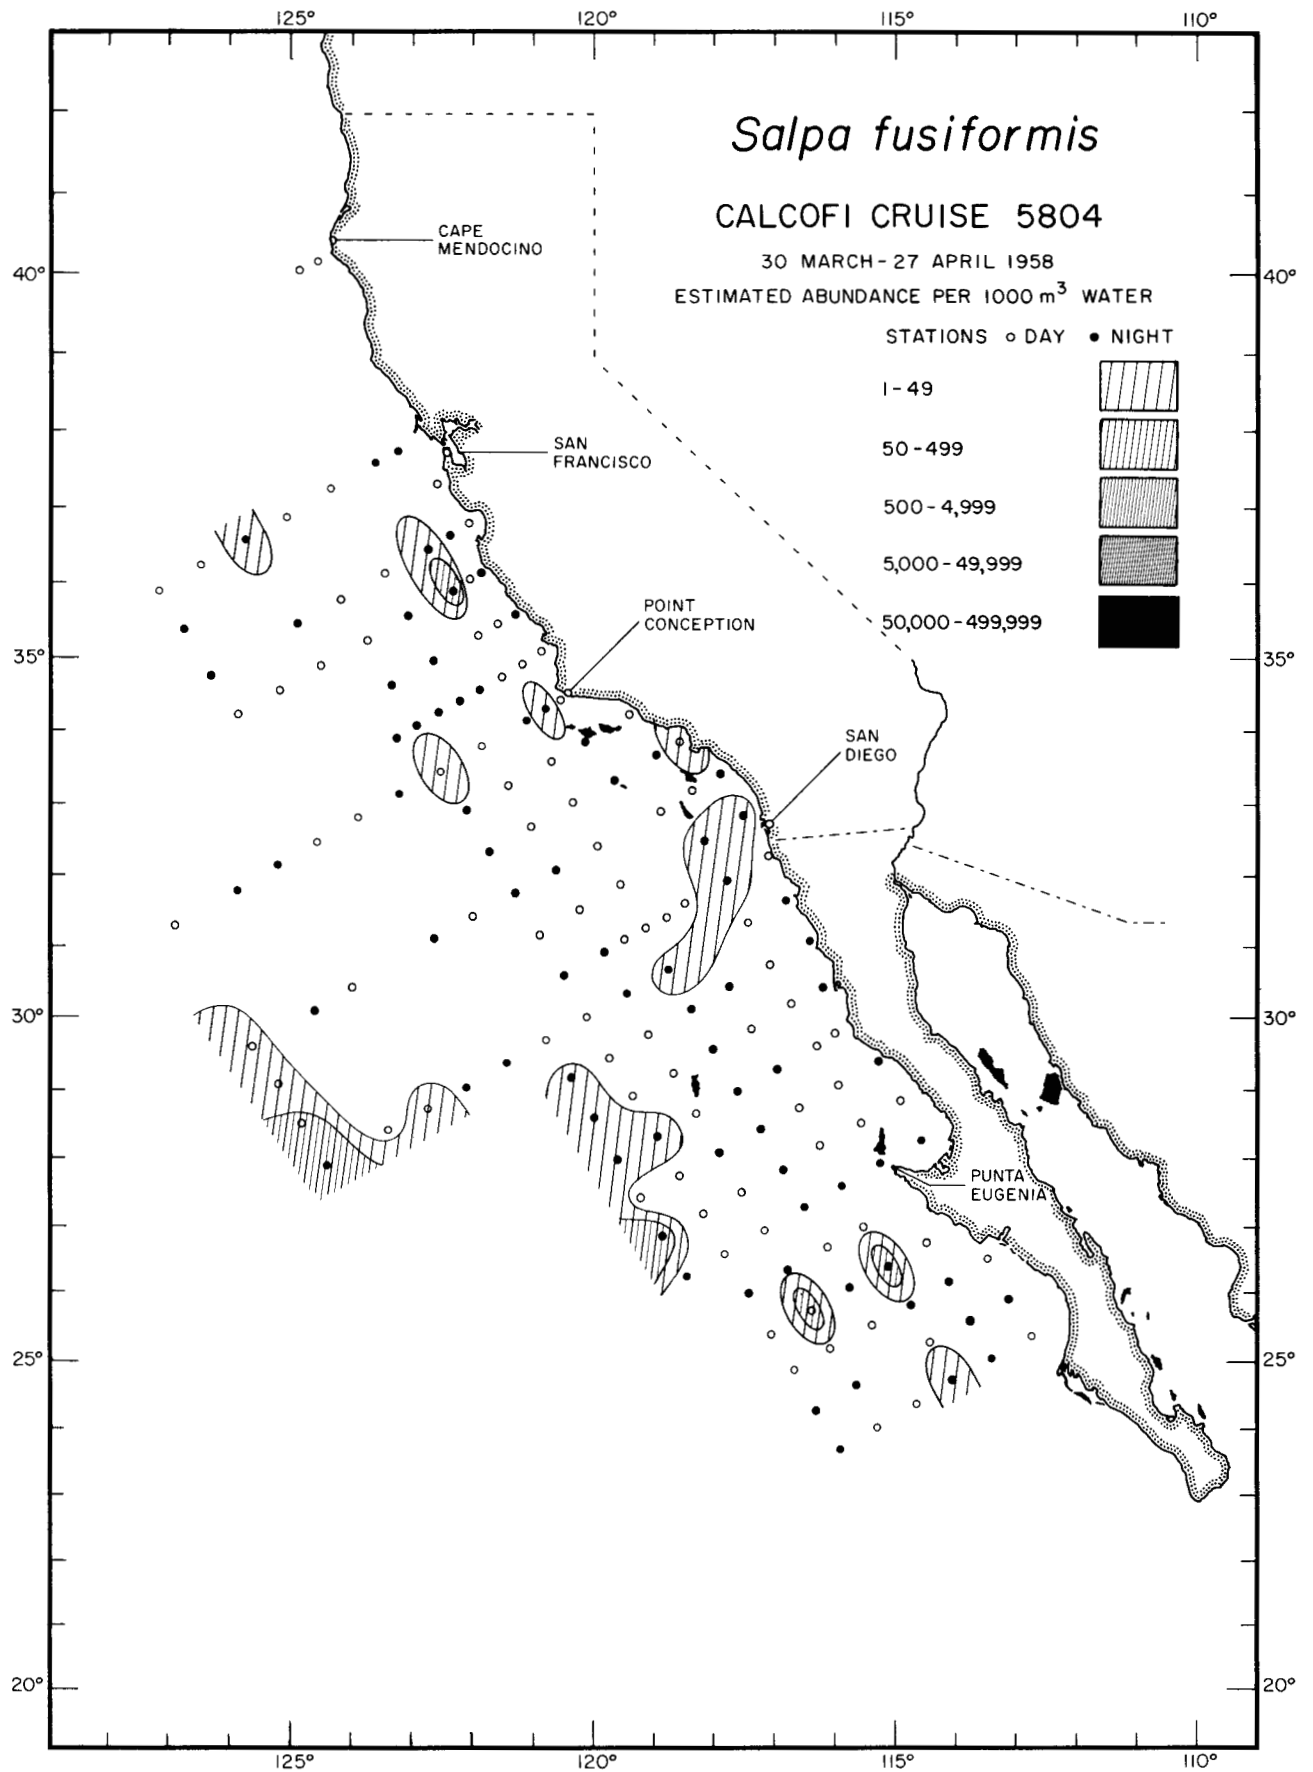 125° 120° 115° 110°
Salpa fusiformis
CALCOFI CRUISE 5804
30 MARCH-27 APRIL 1958
ESTIMATED ABUNDANCE PER 1000 m³ WATER
STATIONS ○ DAY ● NIGHT
1-49
50-499
500-4,999
5,000-49,999
50,000-499,999
CAPE
MENDOCINO
40° 40°
SAN
FRANCISCO
POINT
CONCEPTION
35° 35°
SAN
DIEGO
30° 30°
PUNTA
EUGENIA
25° 25°
20° 20°
125° 120° 115° 110°